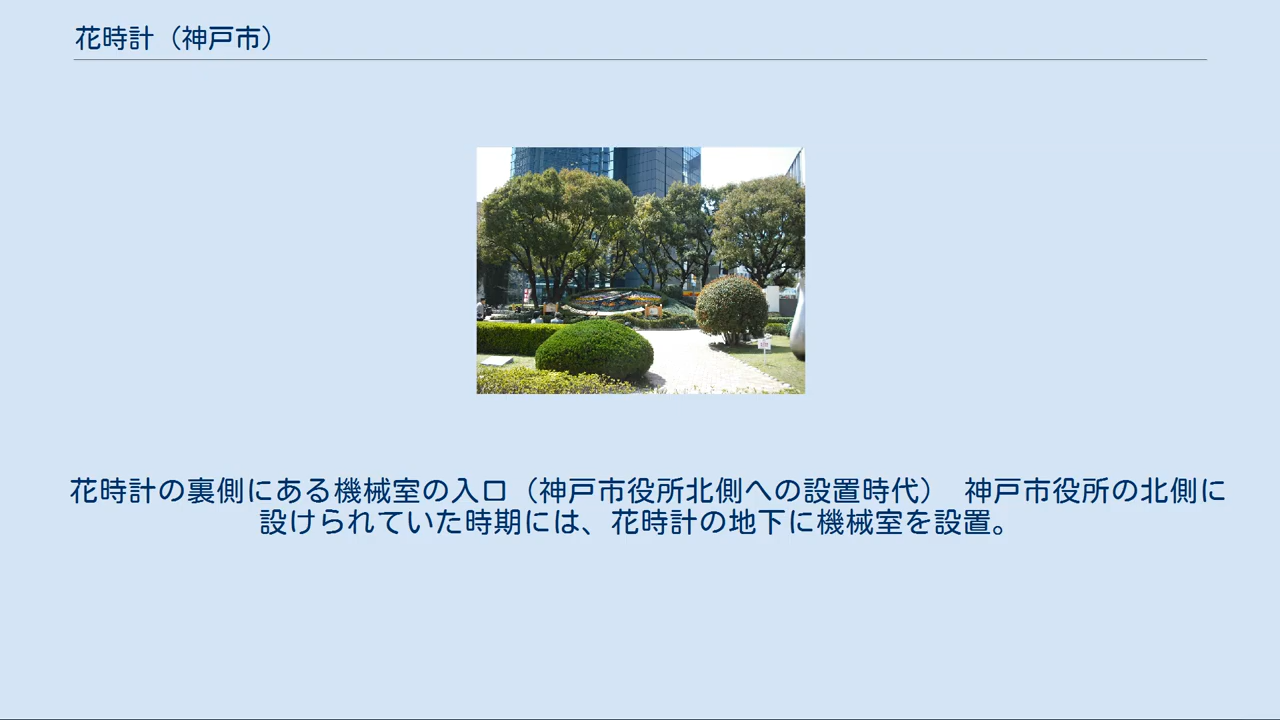 花時計（神戸市）
花時計の裏側にある機械室の入口（神戸市役所北側への設置時代）　神戸市役所の北側に
設けられていた時期には、花時計の地下に機械室を設置。